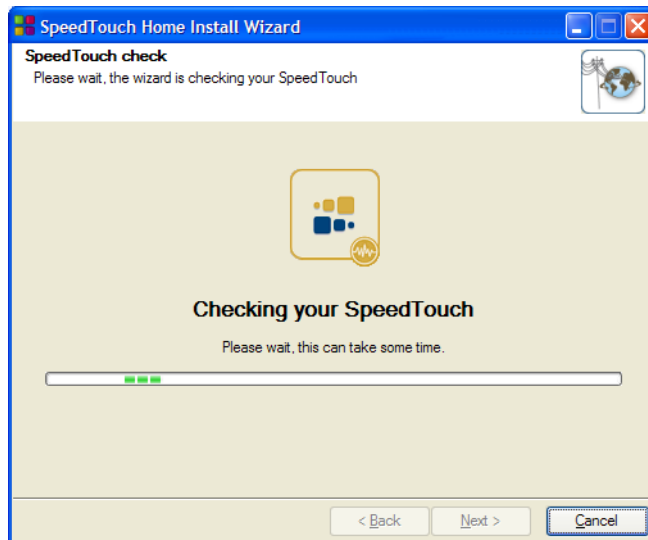 SpeedTouch Home Install Wizard
SpeedTouch check
Please wait, the wizard is checking your SpeedTouch
Checking your SpeedTouch
Please wait, this can take some time.
< Back Next > Cancel